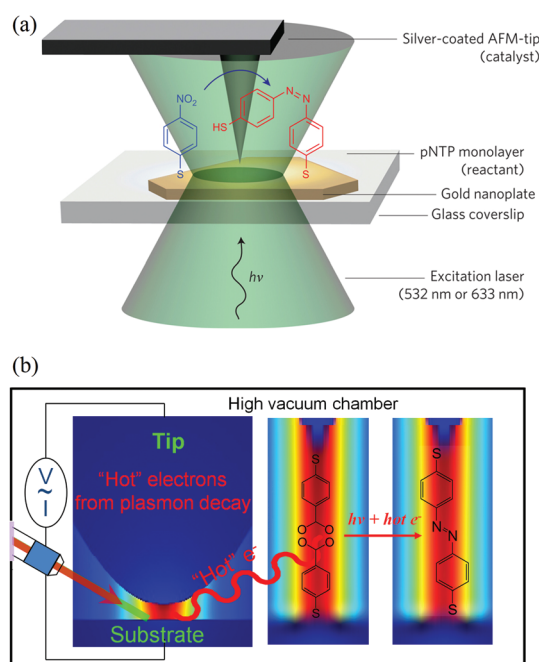 (a)
Silver-coated AFM-tip
(catalyst)
NO2
N=N
HS
S
S
pNTP monolayer
(reactant)
Gold nanoplate
Glass coverslip
hν
Excitation laser
(532 nm or 633 nm)
(b)
High vacuum chamber
Tip
"Hot" electrons
from plasmon decay
V
~
I
"Hot" e-
Substrate
S
O O
O O
S
hν + hot e-
S
N
N
S